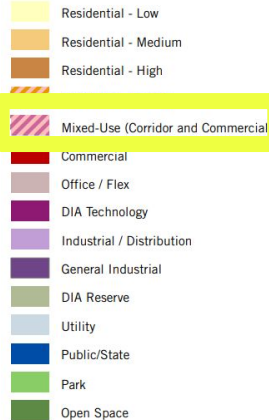 Residential - Low
Residential - Medium
Residential - High
Mixed-Use (Corridor and Commercial
Commercial
Office / Flex
DIA Technology
Industrial / Distribution
General Industrial
DIA Reserve
Utility
Public/State
Park
Open Space